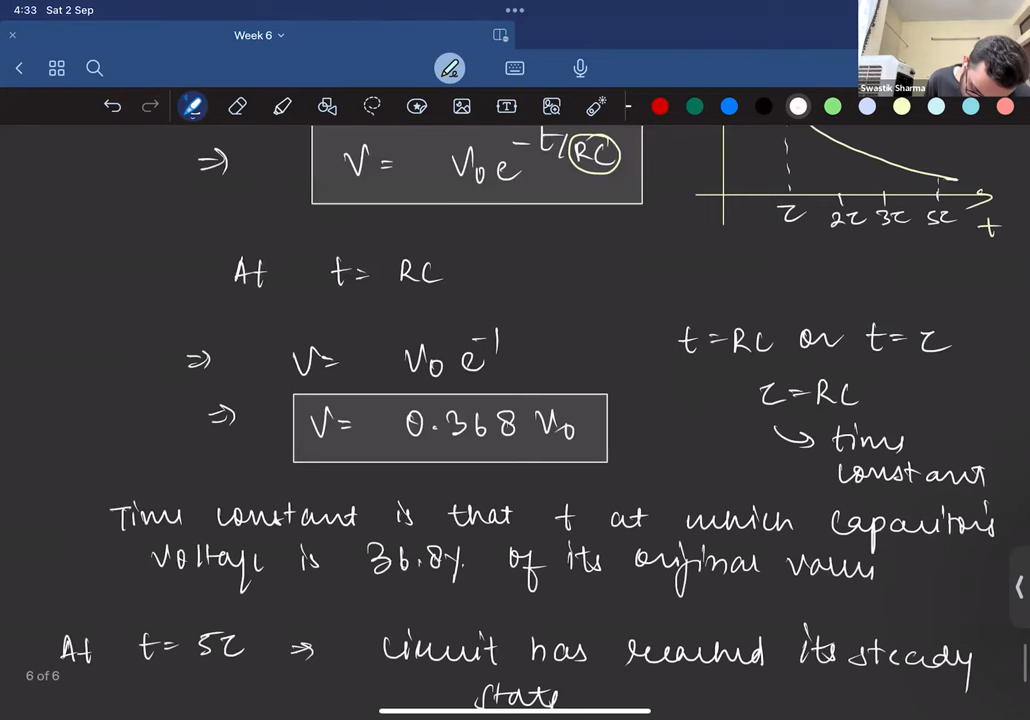 4:33 Sat 2 Sep
Week 6
Swastik Sharma
⇒ V = V₀ e^(-t/RC)
τ 2τ 3τ 5τ
t
At t = RC
⇒ V = V₀ e⁻¹
t = RC or t = τ
τ = RC
⇒ V = 0.368 V₀
↳ time
constant
Time constant is that t at which capacitor's
voltage is 36.8% of its original value
At t = 5τ ⇒ circuit has reached its steady
state
6 of 6